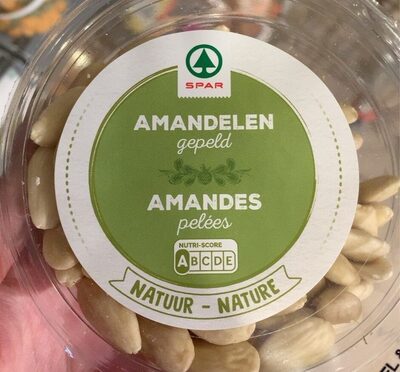 SPAR
AMANDELEN
gepeld
AMANDES
pelées
NUTRI-SCORE
ABCDE
NATUUR - NATURE